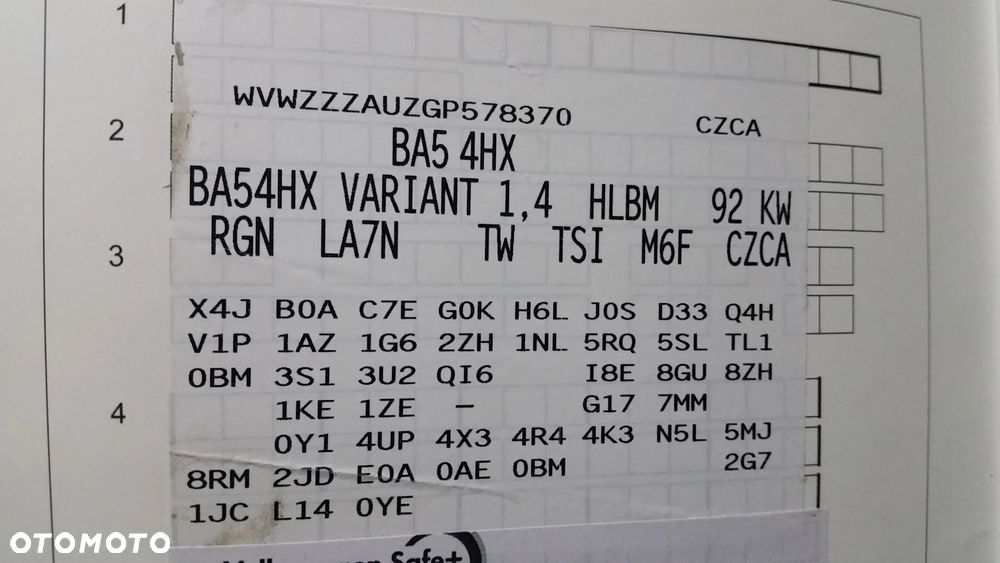 1
WVWZZZAUZGP578370 CZCA
2
BA5 4HX
BA54HX VARIANT 1,4 HLBM 92 KW
RGN LA7N TW TSI M6F CZCA
3
X4J B0A C7E G0K H6L J0S D33 Q4H
V1P 1AZ 1G6 2ZH 1NL 5RQ 5SL TL1
0BM 3S1 3U2 QI6 I8E 8GU 8ZH
4
1KE 1ZE – G17 7MM
0Y1 4UP 4X3 4R4 4K3 N5L 5MJ
8RM 2JD E0A 0AE 0BM 2G7
1JC L14 0YE
Safe+
OTOMOTO